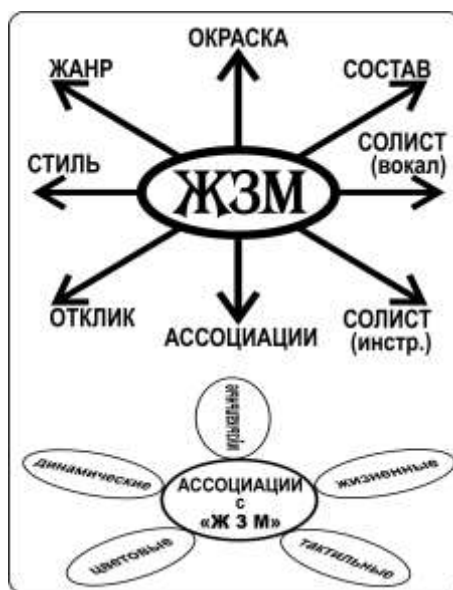 ОКРАСКА
ЖАНР
СОСТАВ
СТИЛЬ
ЖЗМ
СОЛИСТ
(вокал)
ОТКЛИК
АССОЦИАЦИИ
СОЛИСТ
(инстр.)
музыкальные
динамические
жизненные
АССОЦИАЦИИ
с
«Ж З М»
цветовые
тактильные